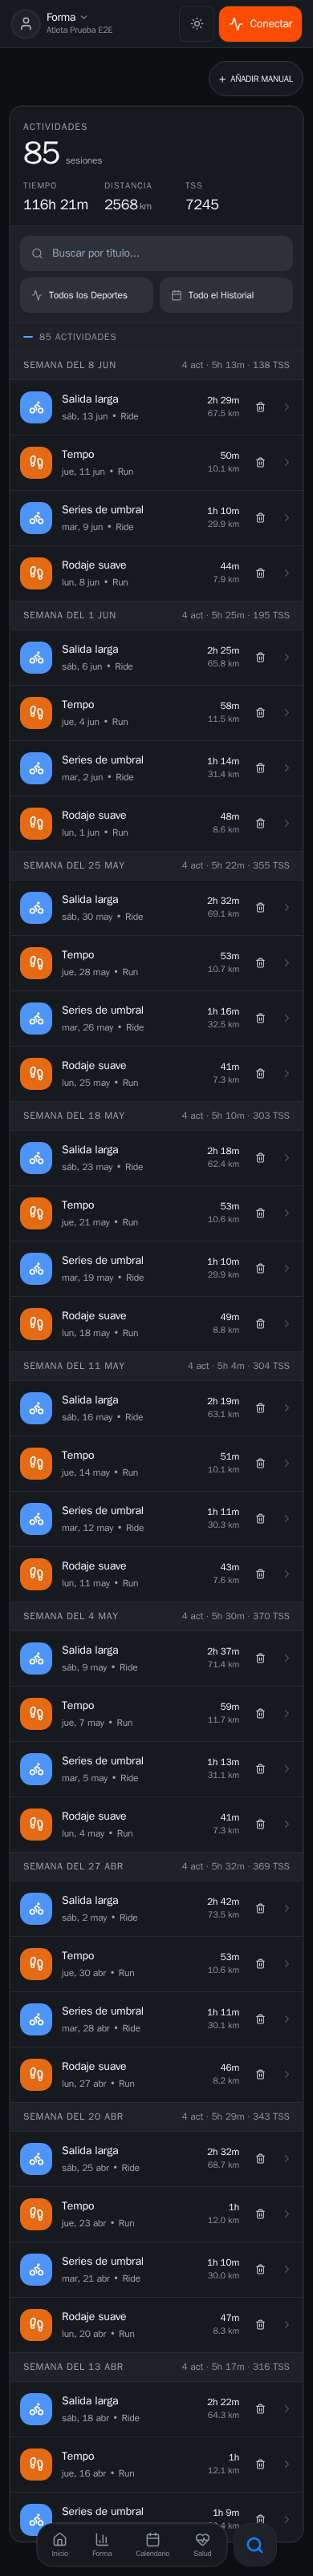 Forma
Atleta Prueba E2E
Conectar
+ AÑADIR MANUAL
ACTIVIDADES
85 sesiones
TIEMPO DISTANCIA TSS
116h 21m 2568 km 7245
Buscar por título...
Todos los Deportes Todo el Historial
85 ACTIVIDADES
SEMANA DEL 8 JUN 4 act · 5h 13m · 138 TSS
Salida larga 2h 29m
sáb, 13 jun • Ride 67.5 km
Tempo 50m
jue, 11 jun • Run 10.1 km
Series de umbral 1h 10m
mar, 9 jun • Ride 29.9 km
Rodaje suave 44m
lun, 8 jun • Run 7.9 km
SEMANA DEL 1 JUN 4 act · 5h 25m · 195 TSS
Salida larga 2h 25m
sáb, 6 jun • Ride 65.8 km
Tempo 58m
jue, 4 jun • Run 11.5 km
Series de umbral 1h 14m
mar, 2 jun • Ride 31.4 km
Rodaje suave 48m
lun, 1 jun • Run 8.6 km
SEMANA DEL 25 MAY 4 act · 5h 22m · 355 TSS
Salida larga 2h 32m
sáb, 30 may • Ride 69.1 km
Tempo 53m
jue, 28 may • Run 10.7 km
Series de umbral 1h 16m
mar, 26 may • Ride 32.5 km
Rodaje suave 41m
lun, 25 may • Run 7.3 km
SEMANA DEL 18 MAY 4 act · 5h 10m · 303 TSS
Salida larga 2h 18m
sáb, 23 may • Ride 62.4 km
Tempo 53m
jue, 21 may • Run 10.6 km
Series de umbral 1h 10m
mar, 19 may • Ride 29.9 km
Rodaje suave 49m
lun, 18 may • Run 8.8 km
SEMANA DEL 11 MAY 4 act · 5h 4m · 304 TSS
Salida larga 2h 19m
sáb, 16 may • Ride 63.1 km
Tempo 51m
jue, 14 may • Run 10.1 km
Series de umbral 1h 11m
mar, 12 may • Ride 30.3 km
Rodaje suave 43m
lun, 11 may • Run 7.6 km
SEMANA DEL 4 MAY 4 act · 5h 30m · 370 TSS
Salida larga 2h 37m
sáb, 9 may • Ride 71.4 km
Tempo 59m
jue, 7 may • Run 11.7 km
Series de umbral 1h 13m
mar, 5 may • Ride 31.1 km
Rodaje suave 41m
lun, 4 may • Run 7.3 km
SEMANA DEL 27 ABR 4 act · 5h 32m · 369 TSS
Salida larga 2h 42m
sáb, 2 may • Ride 73.5 km
Tempo 53m
jue, 30 abr • Run 10.6 km
Series de umbral 1h 11m
mar, 28 abr • Ride 30.1 km
Rodaje suave 46m
lun, 27 abr • Run 8.2 km
SEMANA DEL 20 ABR 4 act · 5h 29m · 343 TSS
Salida larga 2h 32m
sáb, 25 abr • Ride 68.7 km
Tempo 1h
jue, 23 abr • Run 12.0 km
Series de umbral 1h 10m
mar, 21 abr • Ride 30.0 km
Rodaje suave 47m
lun, 20 abr • Run 8.3 km
SEMANA DEL 13 ABR 4 act · 5h 17m · 316 TSS
Salida larga 2h 22m
sáb, 18 abr • Ride 64.3 km
Tempo 1h
jue, 16 abr • Run 12.1 km
Series de umbral 1h 9m
km
Inicio Forma Calendario Salud